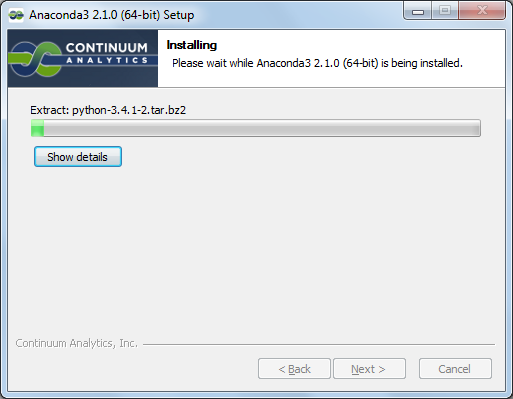 Anaconda3 2.1.0 (64-bit) Setup
CONTINUUM
ANALYTICS
Installing
Please wait while Anaconda3 2.1.0 (64-bit) is being installed.
Extract: python-3.4.1-2.tar.bz2
Show details
Continuum Analytics, Inc.
< Back
Next >
Cancel